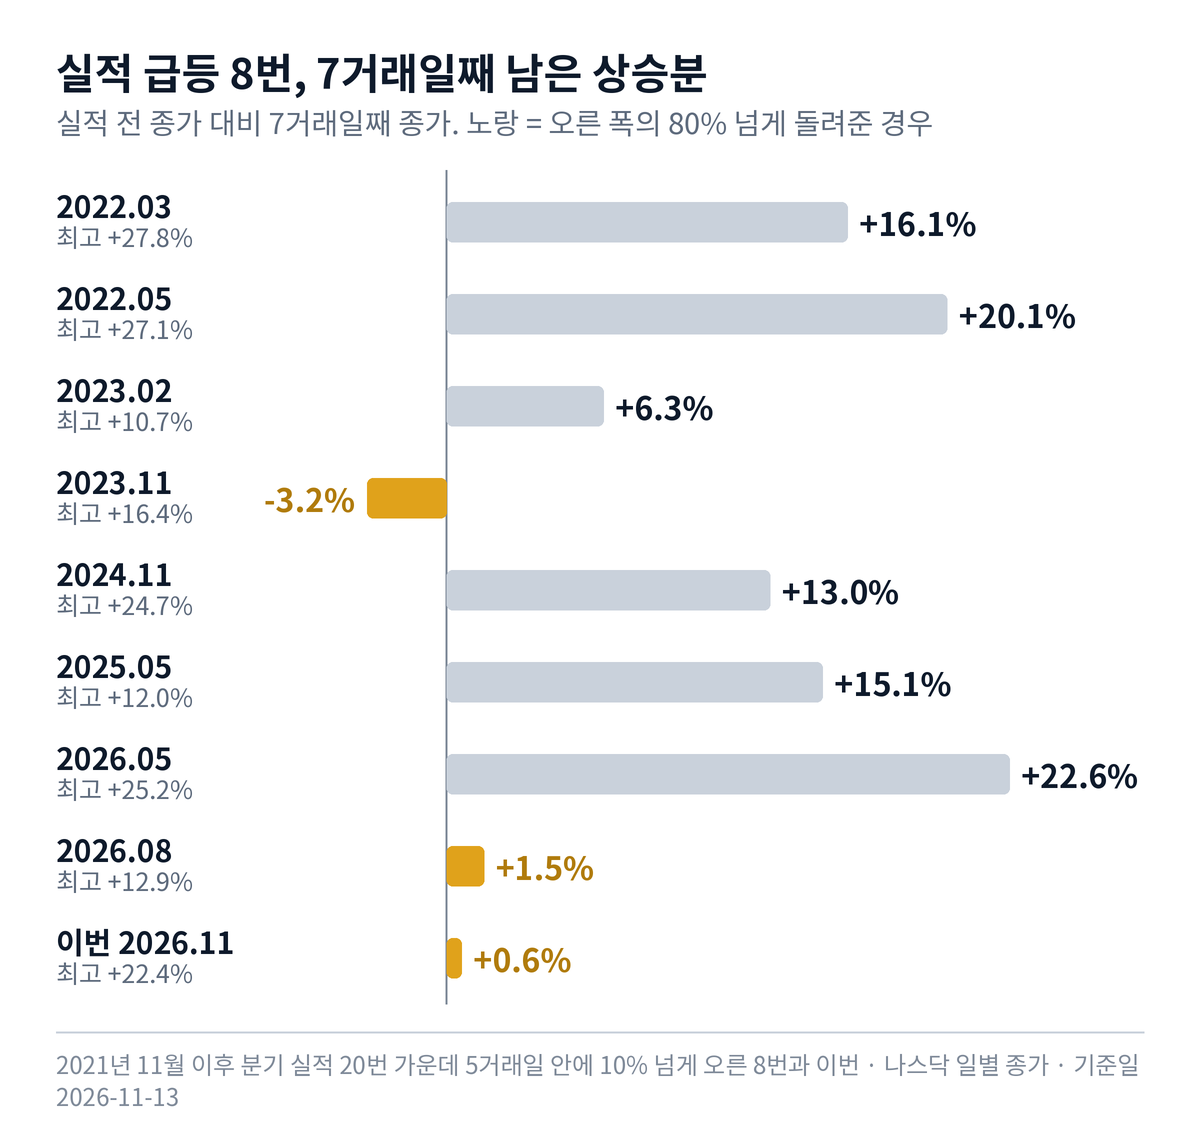 실적 급등 8번, 7거래일째 남은 상승분
실적 전 종가 대비 7거래일째 종가. 노랑 = 오른 폭의 80% 넘게 돌려준 경우
2022.03
최고 +27.8%
+16.1%
2022.05
최고 +27.1%
+20.1%
2023.02
최고 +10.7%
+6.3%
2023.11
최고 +16.4%
-3.2%
2024.11
최고 +24.7%
+13.0%
2025.05
최고 +12.0%
+15.1%
2026.05
최고 +25.2%
+22.6%
2026.08
최고 +12.9%
+1.5%
이번 2026.11
최고 +22.4%
+0.6%
2021년 11월 이후 분기 실적 20번 가운데 5거래일 안에 10% 넘게 오른 8번과 이번 · 나스닥 일별 종가 · 기준일
2026-11-13